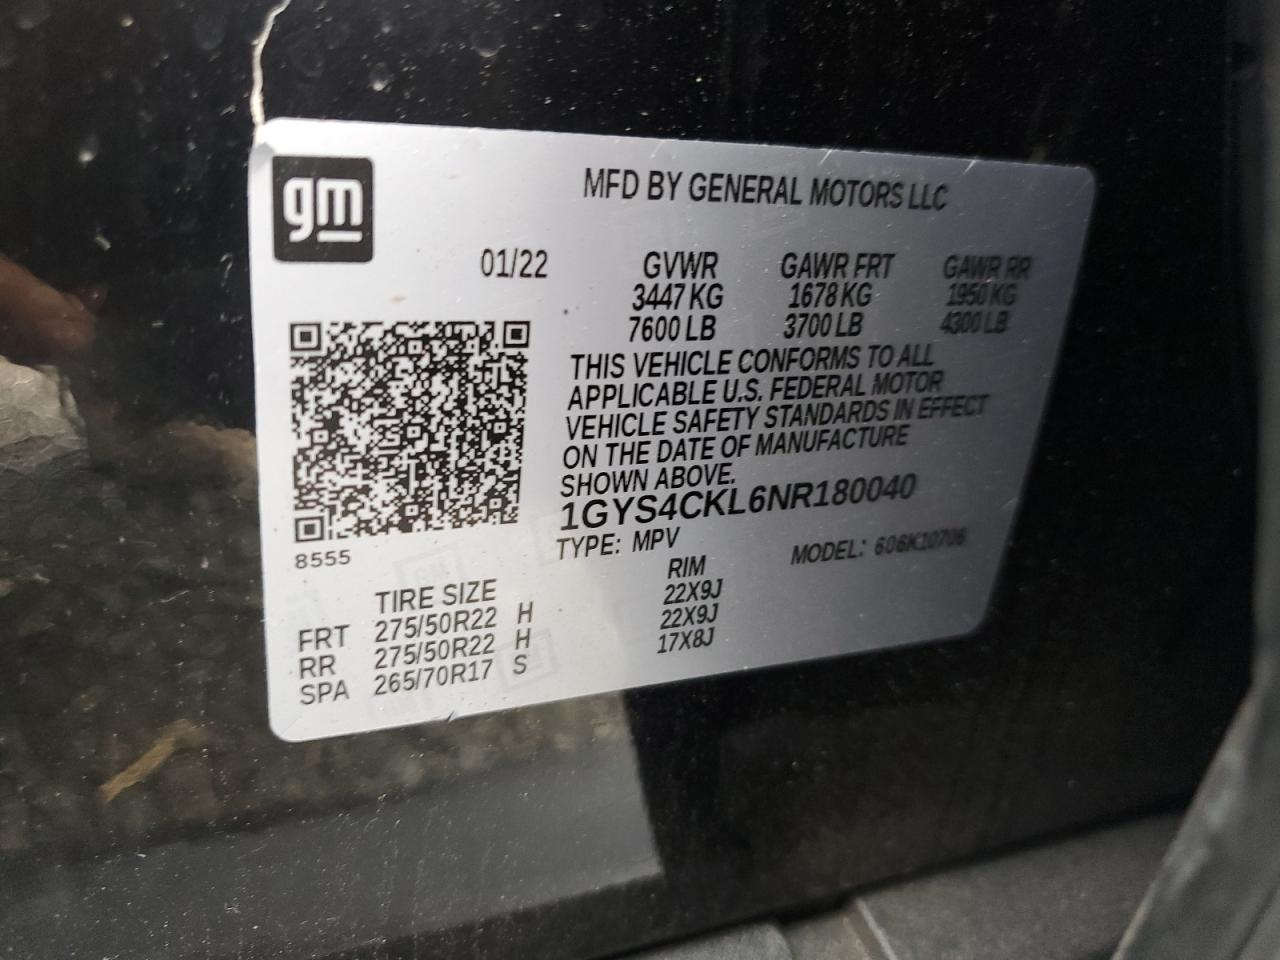 gm
MFD BY GENERAL MOTORS LLC
01/22 GVWR GAWR FRT GAWR RR
3447 KG 1678 KG 1950 KG
7600 LB 3700 LB 4300 LB
THIS VEHICLE CONFORMS TO ALL
APPLICABLE U.S. FEDERAL MOTOR
VEHICLE SAFETY STANDARDS IN EFFECT
ON THE DATE OF MANUFACTURE
SHOWN ABOVE.
1GYS4CKL6NR180040
8555
TYPE: MPV MODEL: 606K10706
TIRE SIZE RIM
FRT 275/50R22 H 22X9J
RR 275/50R22 H 22X9J
SPA 265/70R17 S 17X8J